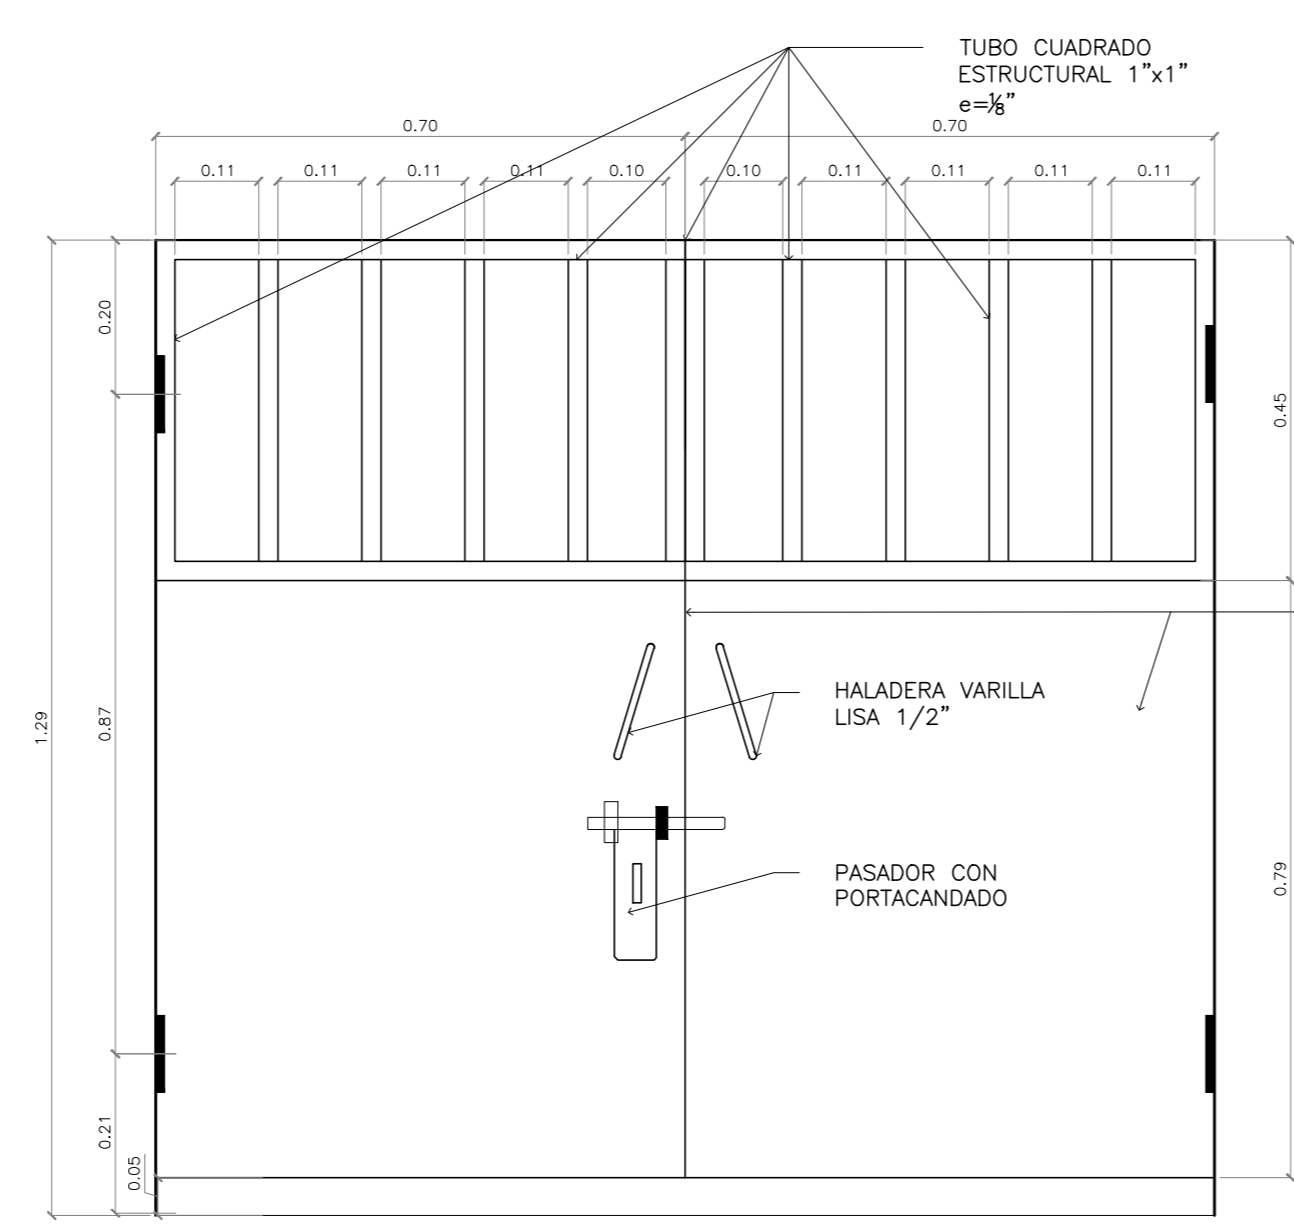 TUBO CUADRADO
ESTRUCTURAL 1"x1"
e=⅛"
0.70 0.70
0.11 0.11 0.11 0.11 0.10 0.10 0.11 0.11 0.11 0.11
0.20
0.45
HALADERA VARILLA
LISA 1/2"
1.29
0.87
PASADOR CON
PORTACANDADO
0.79
0.21
0.05